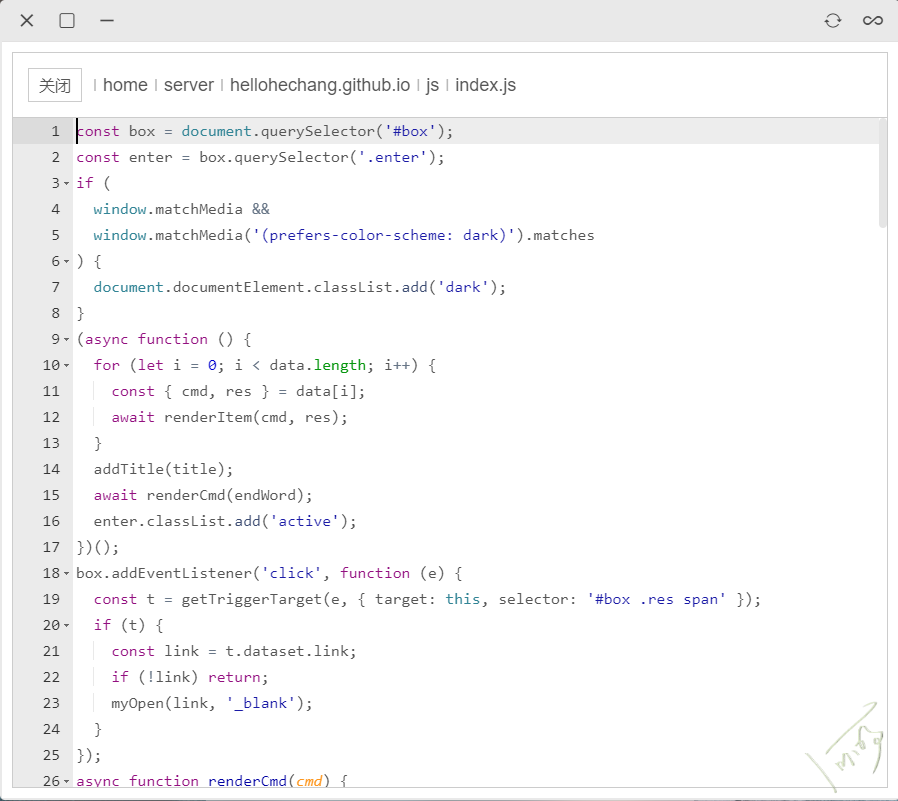 关闭 home server hellohechang.github.io js index.js
1 const box = document.querySelector('#box');
2 const enter = box.querySelector('.enter');
3 if (
4 window.matchMedia &&
5 window.matchMedia('(prefers-color-scheme: dark)').matches
6 ) {
7 document.documentElement.classList.add('dark');
8 }
9 (async function () {
10 for (let i = 0; i < data.length; i++) {
11 const { cmd, res } = data[i];
12 await renderItem(cmd, res);
13 }
14 addTitle(title);
15 await renderCmd(endWord);
16 enter.classList.add('active');
17 })();
18 box.addEventListener('click', function (e) {
19 const t = getTriggerTarget(e, { target: this, selector: '#box .res span' });
20 if (t) {
21 const link = t.dataset.link;
22 if (!link) return;
23 myOpen(link, '_blank');
24 }
25 });
26 async function renderCmd(cmd) {